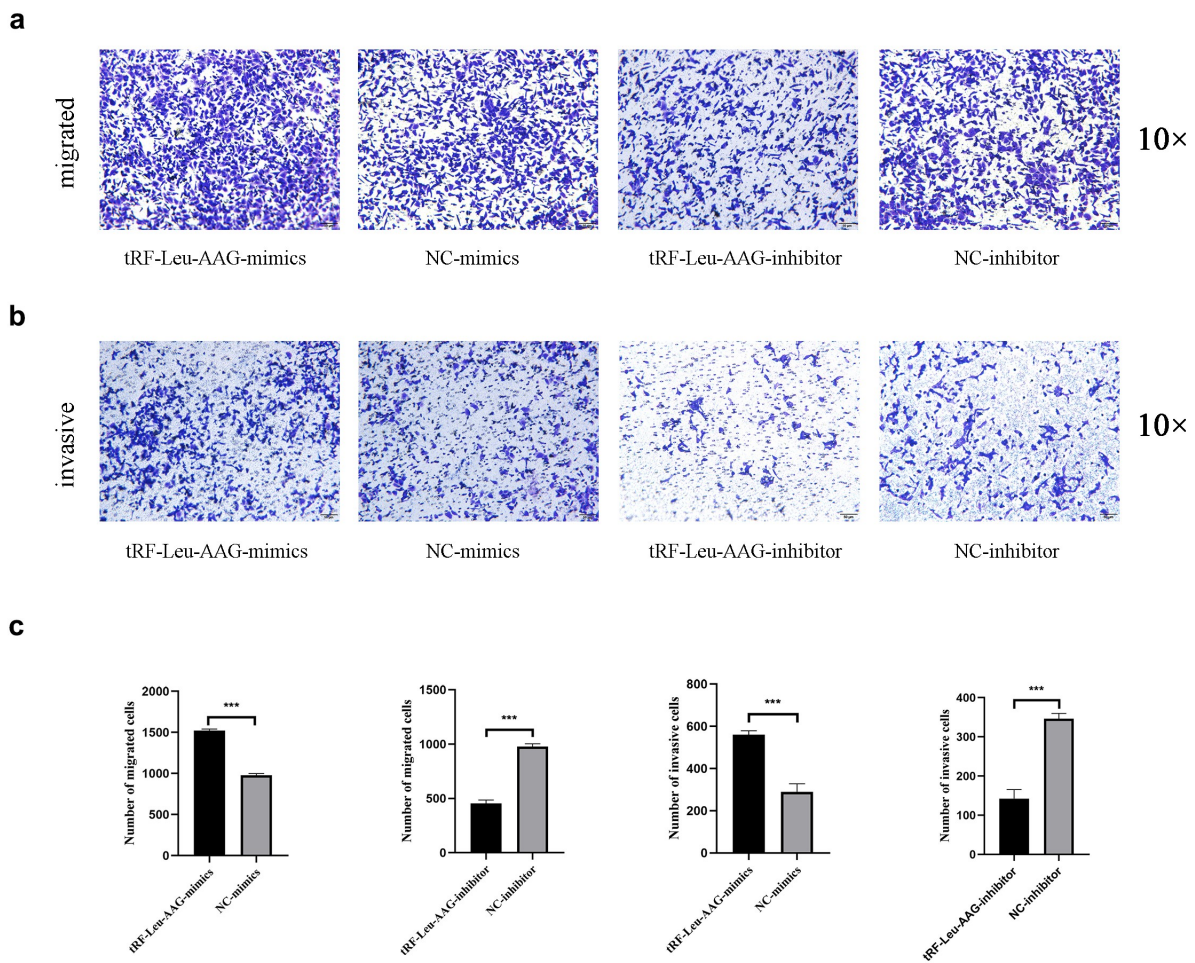 a
migrated
10×
tRF-Leu-AAG-mimics
NC-mimics
tRF-Leu-AAG-inhibitor
NC-inhibitor
b
invasive
10×
tRF-Leu-AAG-mimics
NC-mimics
tRF-Leu-AAG-inhibitor
NC-inhibitor
c
Number of migrated cells
2000
1500
1000
500
0
***
tRF-Leu-AAG-mimics
NC-mimics
Number of migrated cells
1500
1000
500
0
***
tRF-Leu-AAG-inhibitor
NC-inhibitor
Number of invasive cells
800
600
400
200
0
***
tRF-Leu-AAG-mimics
NC-mimics
Number of invasive cells
400
300
200
100
0
***
tRF-Leu-AAG-inhibitor
NC-inhibitor